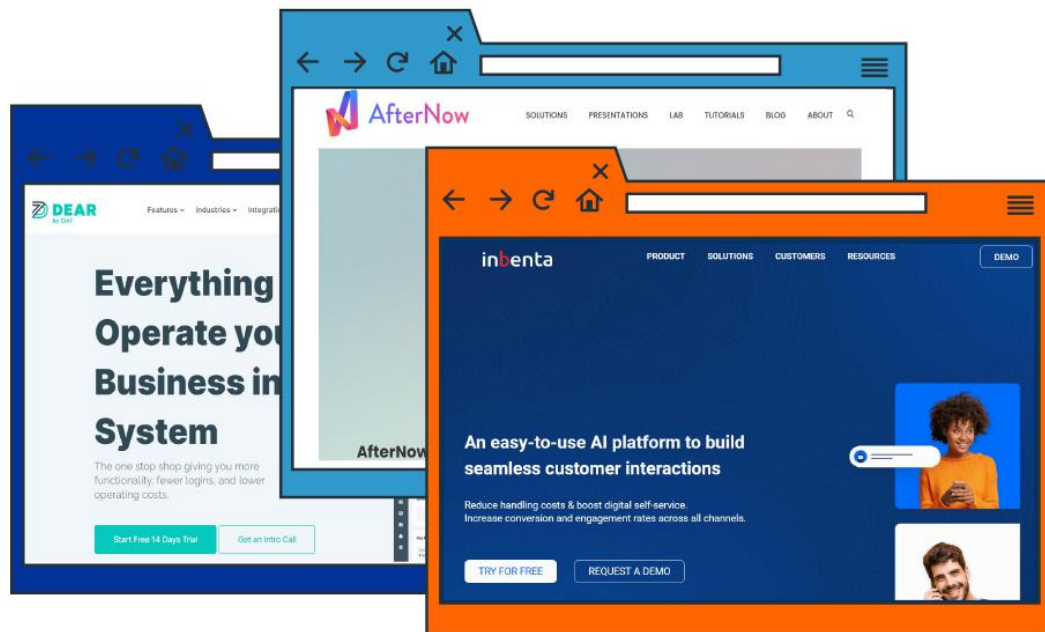 AfterNow
SOLUTIONS PRESENTATIONS LAB TUTORIALS BLOG ABOUT
AfterNow
DEAR
Features Industries
Everything
Operate
Business in
System
The one stop shop giving you more
functionality, fewer logins, and lower
operating costs.
Start Free 14 Days Trial Get an Intro Call
inbenta
PRODUCT SOLUTIONS CUSTOMERS RESOURCES DEMO
An easy-to-use AI platform to build
seamless customer interactions
Reduce handling costs & boost digital self-service.
Increase conversion and engagement rates across all channels.
TRY FOR FREE REQUEST A DEMO